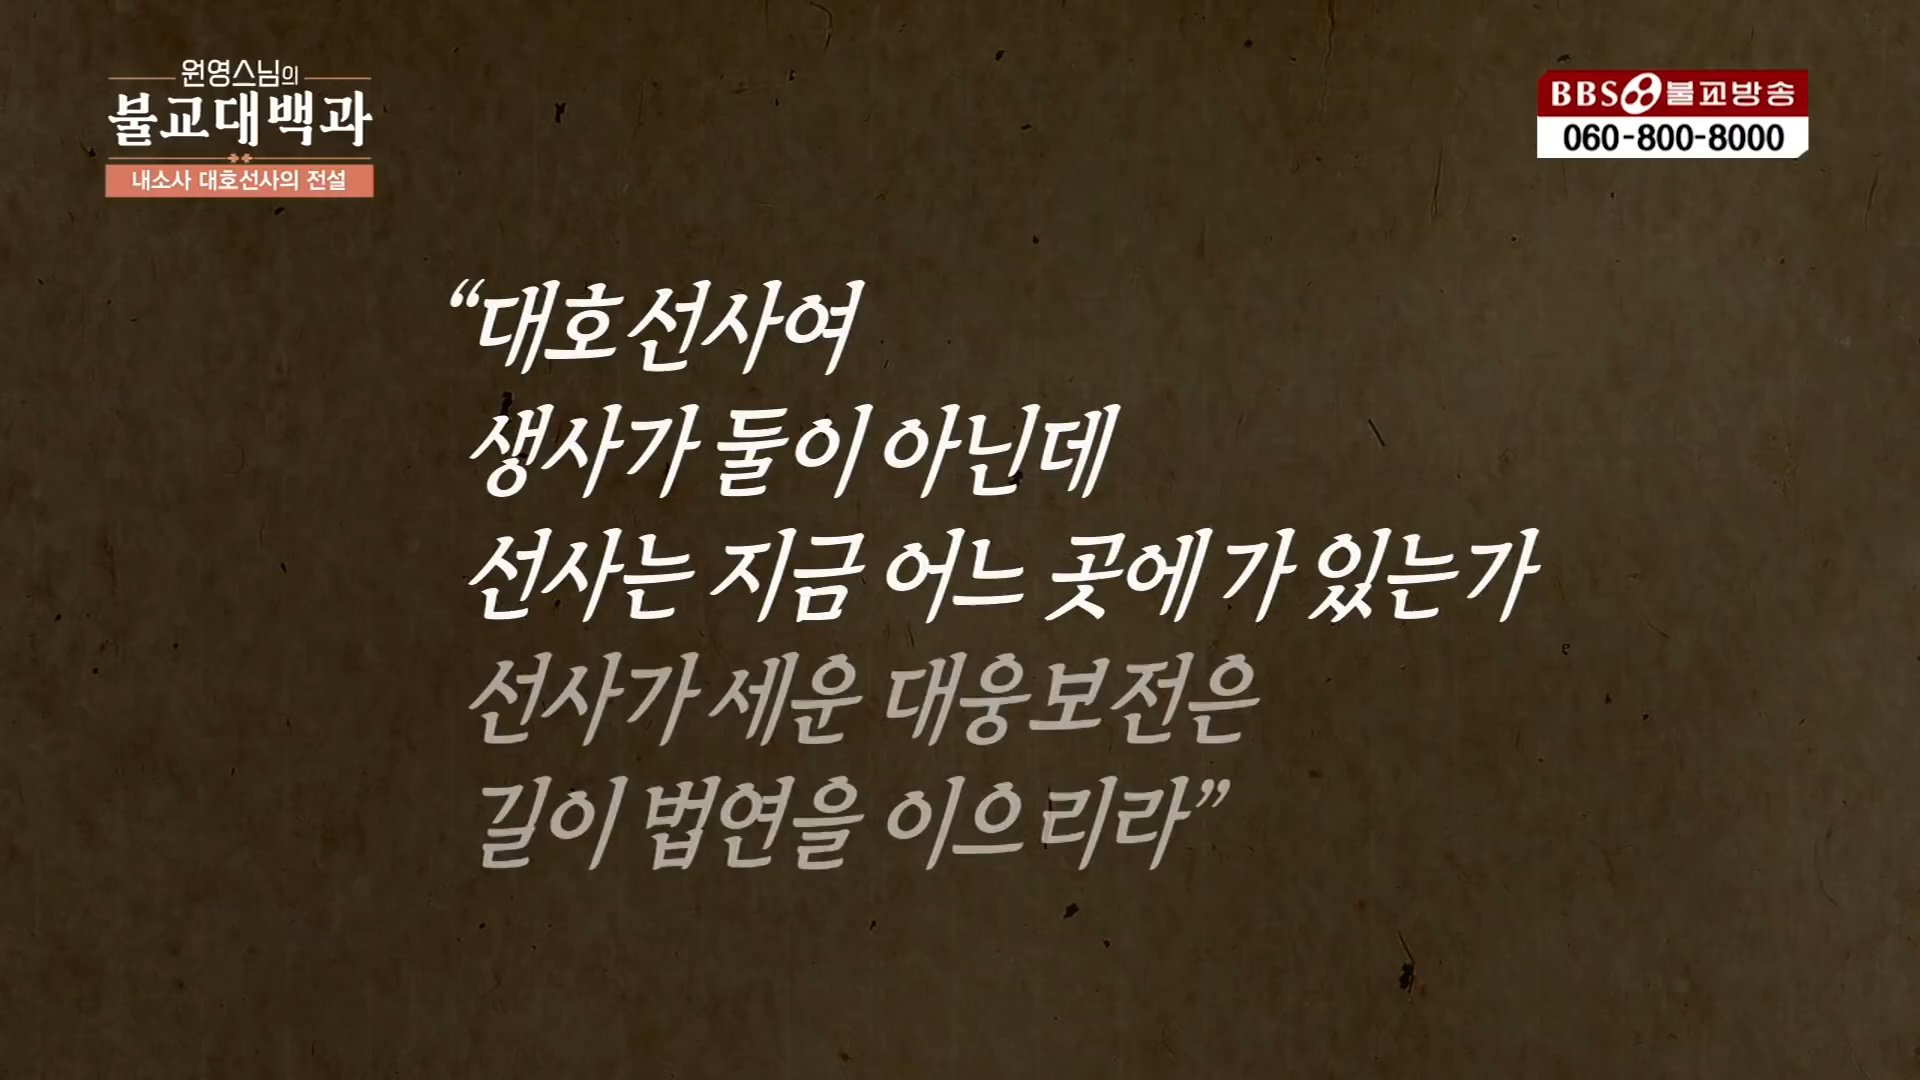 원영스님의
불교대백과
내소사 대호선사의 전설
BBS 불교방송
060-800-8000
“대호선사여
생사가 둘이 아닌데
선사는 지금 어느 곳에 가 있는가
선사가 세운 대웅보전은
길이 법연을 이으리라”